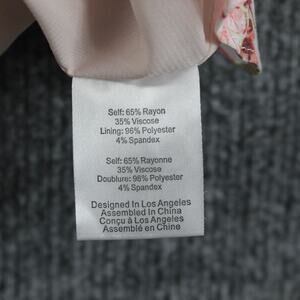 Self: 65% Rayon
35% Viscose
Lining: 96% Polyester
4% Spandex
Self: 65% Rayonne
35% Viscose
Doublure: 96% Polyester
4% Spandex
Designed In Los Angeles
Assembled In China
Conçu à Los Angeles
Assemblé en Chine